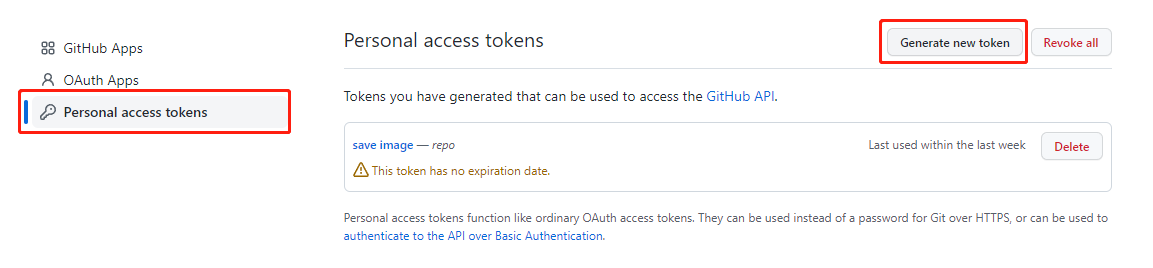 GitHub Apps
OAuth Apps
Personal access tokens
Personal access tokens
Generate new token
Revoke all
Tokens you have generated that can be used to access the GitHub API.
save image — repo
Last used within the last week
Delete
This token has no expiration date.
Personal access tokens function like ordinary OAuth access tokens. They can be used instead of a password for Git over HTTPS, or can be used to
authenticate to the API over Basic Authentication.